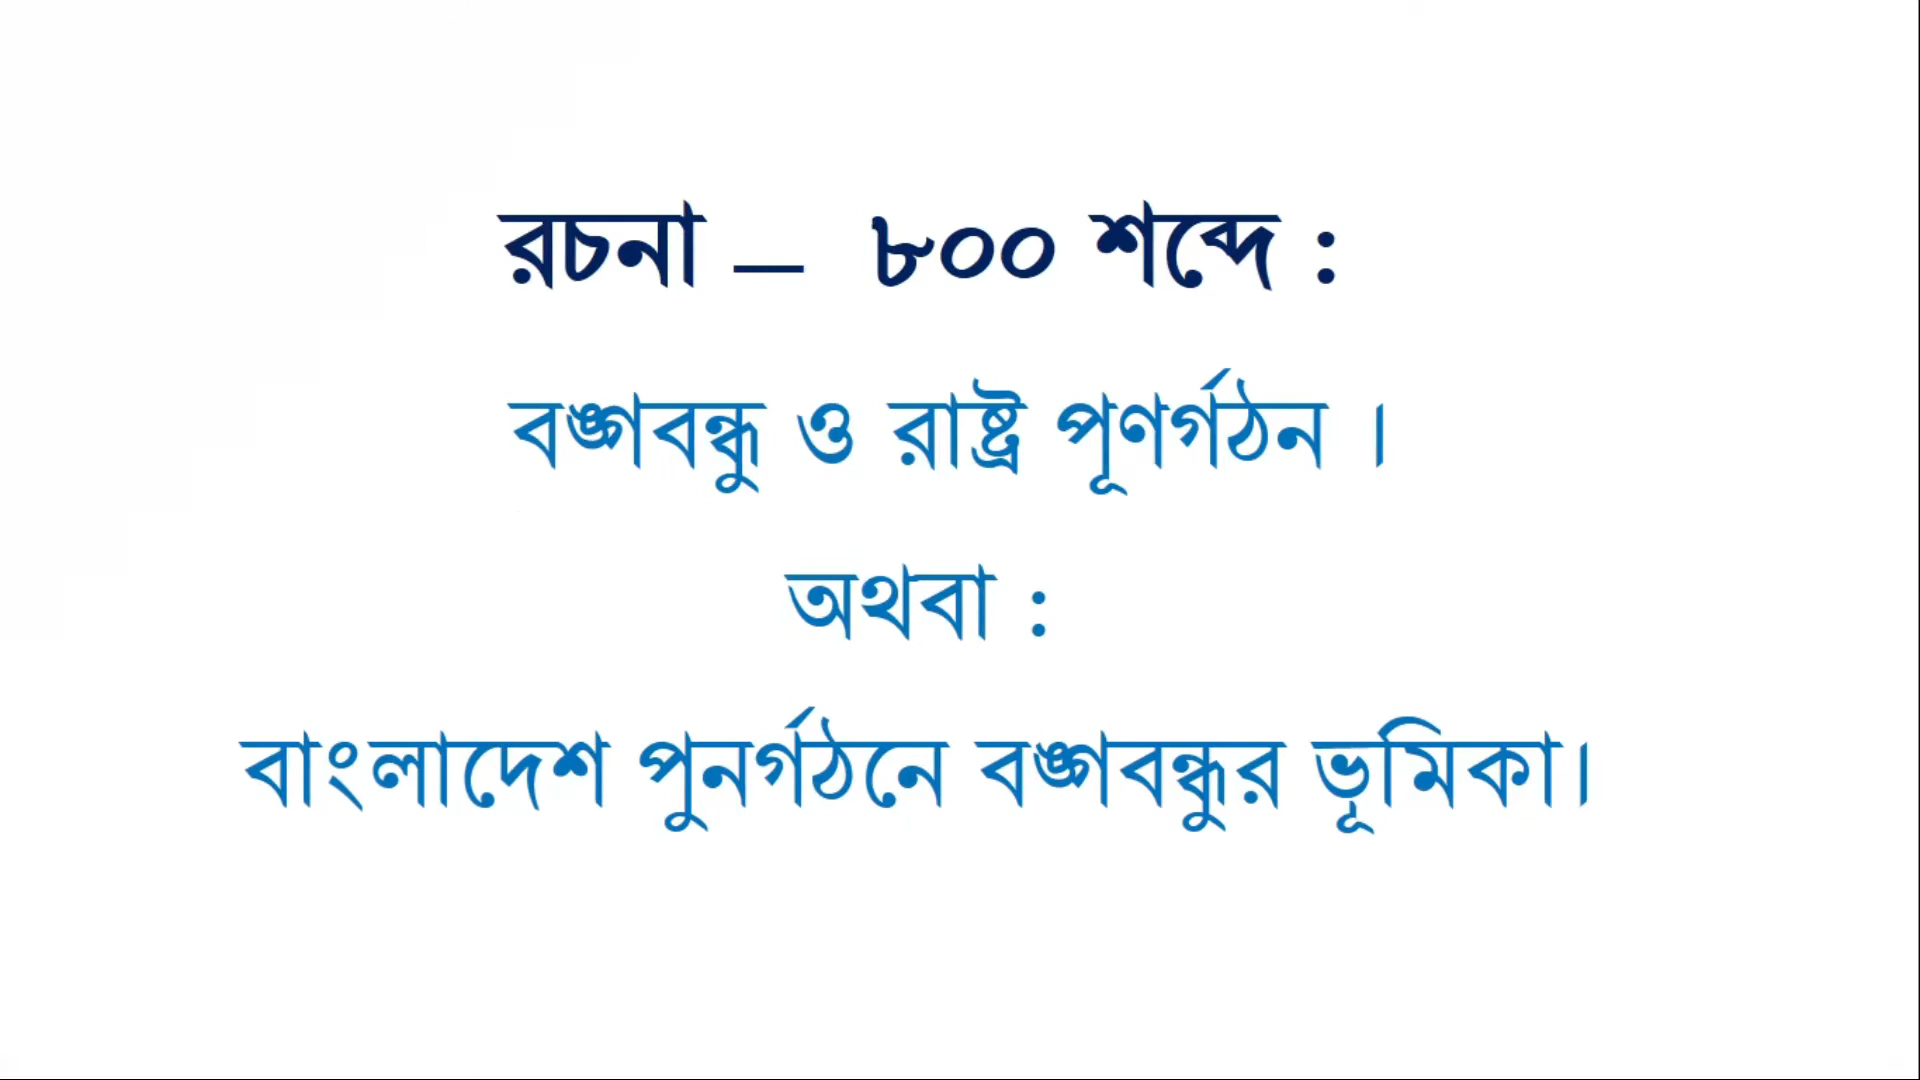 রচনা – ৮০০ শব্দে :
বঙ্গবন্ধু ও রাষ্ট্র পূণর্গঠন ।
অথবা :
বাংলাদেশ পুনর্গঠনে বঙ্গবন্ধুর ভূমিকা।